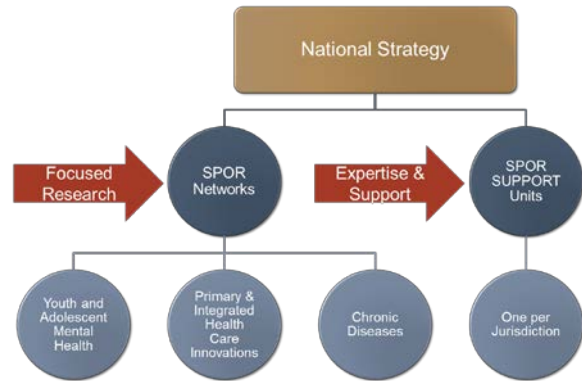 National Strategy
Focused
Research
SPOR
Networks
Expertise &
Support
SPOR
SUPPORT
Units
Youth and
Adolescent
Mental
Health
Primary &
Integrated
Health
Care
Innovations
Chronic
Diseases
One per
Jurisdiction